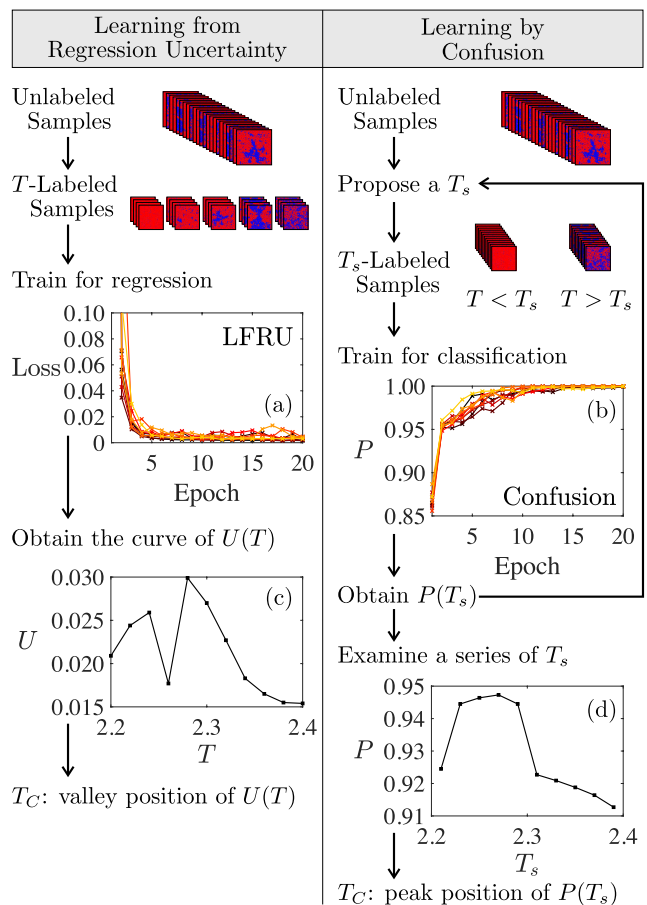 Learning from
Regression Uncertainty
Unlabeled
Samples
T-Labeled
Samples
Train for regression
0.10
0.08
0.06
0.04
0.02
0
Loss
LFRU
(a)
5
10
15
20
Epoch
Obtain the curve of U(T)
0.030
0.025
0.020
0.015
U
(c)
2.2
2.3
2.4
T
T_C: valley position of U(T)
Learning by
Confusion
Unlabeled
Samples
Propose a T_s
T_s-Labeled
Samples
T < T_s
T > T_s
Train for classification
1.00
0.95
0.90
0.85
P
(b)
Confusion
5
10
15
20
Epoch
Obtain P(T_s)
Examine a series of T_s
0.95
0.94
0.93
0.92
0.91
P
(d)
2.2
2.3
2.4
T_s
T_C: peak position of P(T_s)